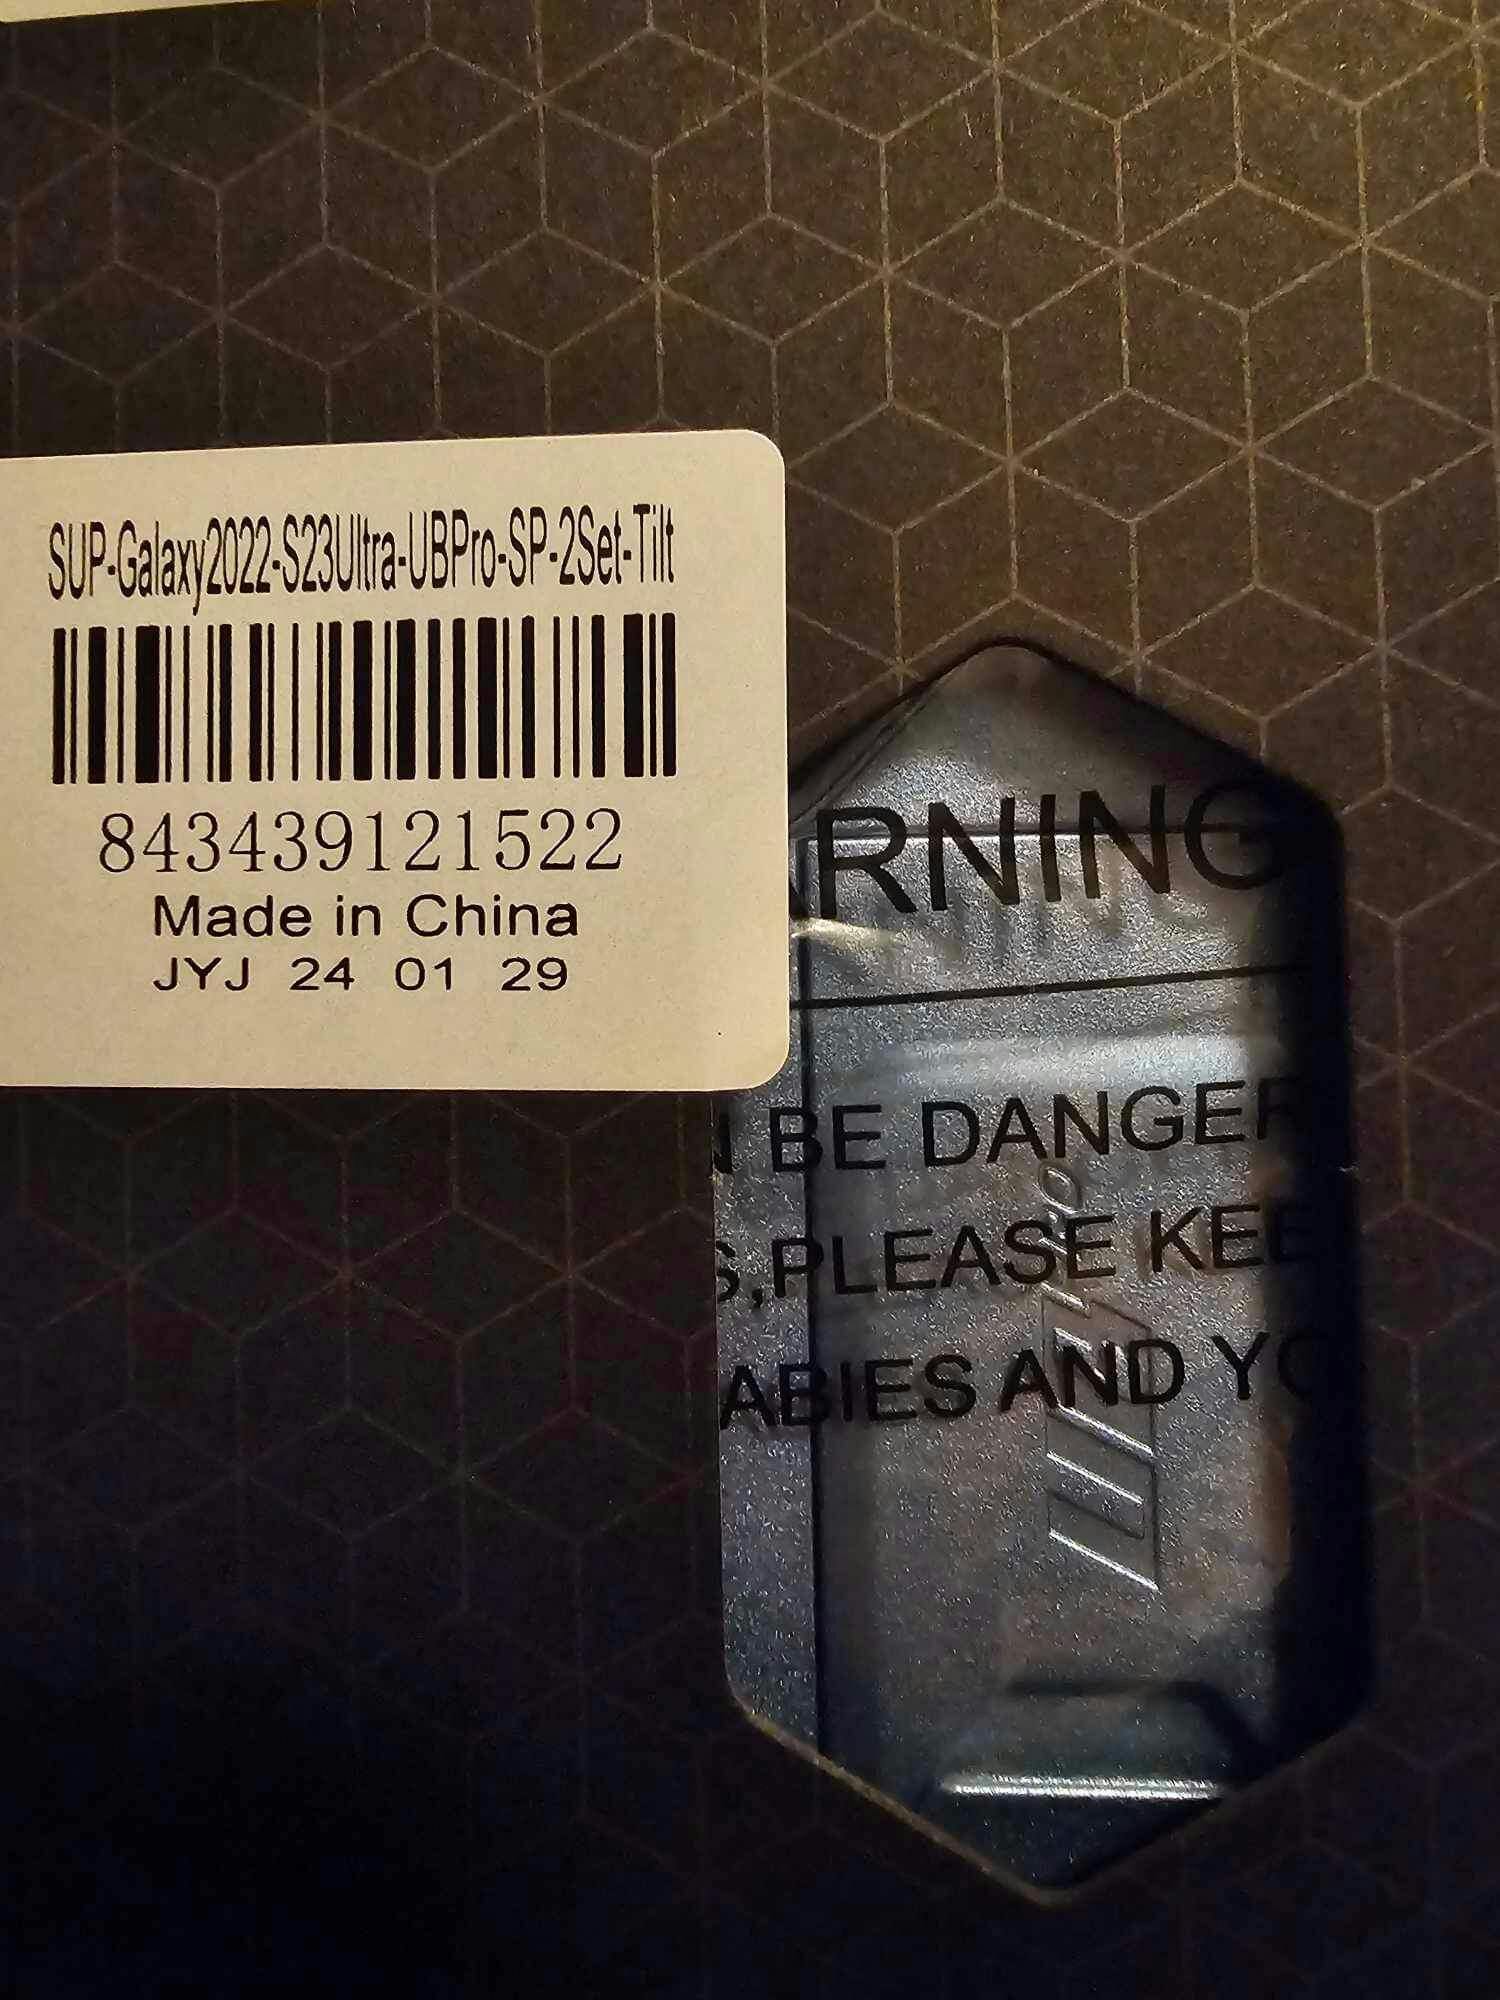 SUP-Galaxy2022-S23Ultra-UBPro-SP-2Set-Tilt
843439121522
Made in China
JYJ 24 01 29
ARNING
N BE DANGER
S,PLEASE KEE
ABIES AND YO